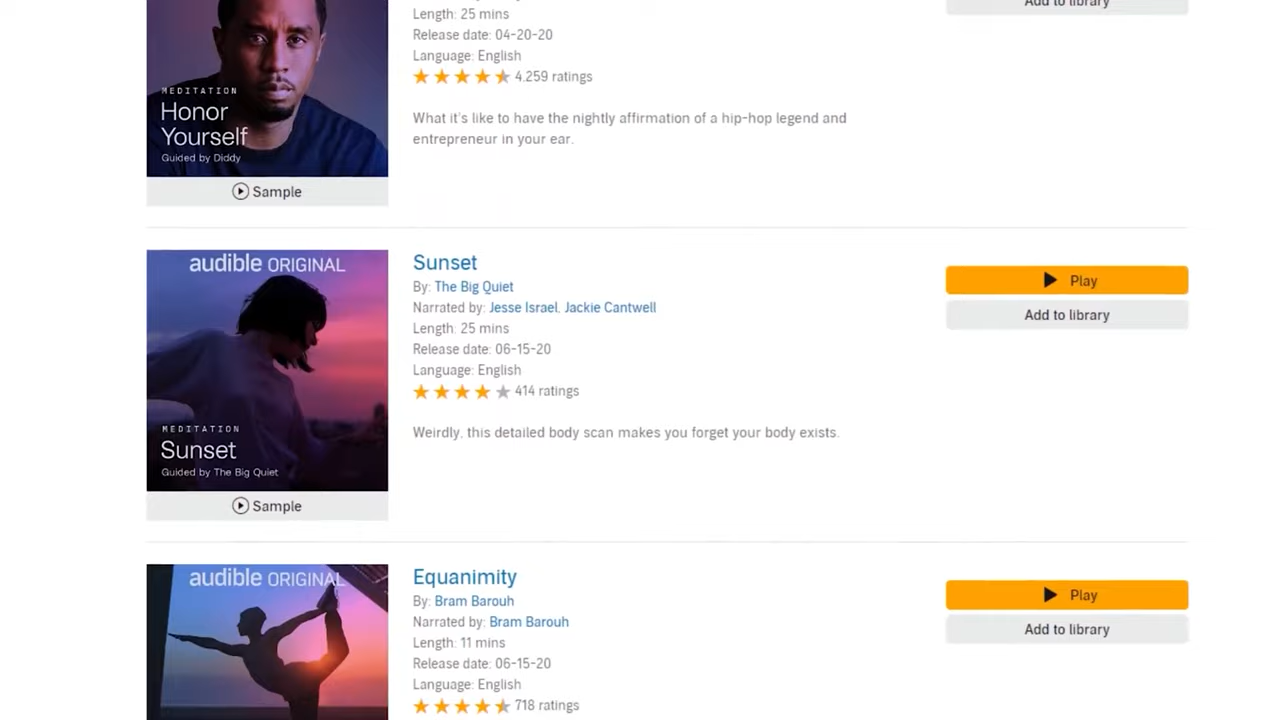 Length: 25 mins
Add to library
Release date: 04-20-20
Language: English
4.259 ratings
MEDITATION
Honor
Yourself
Guided by Diddy
What it's like to have the nightly affirmation of a hip-hop legend and
entrepreneur in your ear.
Sample
audible ORIGINAL
MEDITATION
Sunset
Guided by The Big Quiet
Sample
Sunset
By: The Big Quiet
Narrated by: Jesse Israel, Jackie Cantwell
Length: 25 mins
Release date: 06-15-20
Language: English
414 ratings
Weirdly, this detailed body scan makes you forget your body exists.
Play
Add to library
audible ORIGINAL
Equanimity
By: Bram Barouh
Narrated by: Bram Barouh
Length: 11 mins
Release date: 06-15-20
Language: English
718 ratings
Play
Add to library